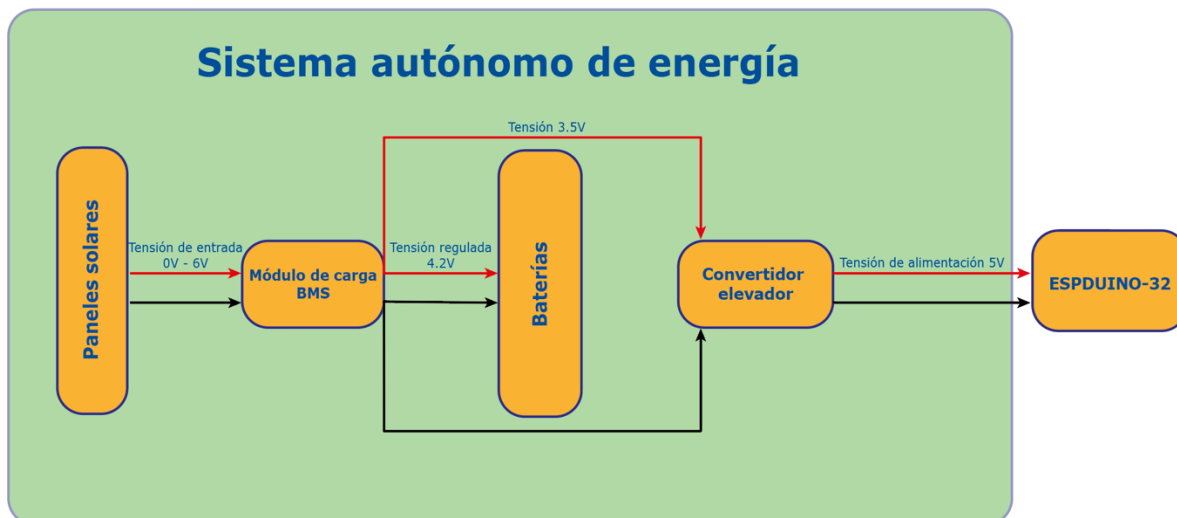 Sistema autónomo de energía
Tensión 3.5V
Paneles solares
Tensión de entrada
0V - 6V
Módulo de carga
BMS
Tensión regulada
4.2V
Baterías
Convertidor
elevador
Tensión de alimentación 5V
ESPDUINO-32